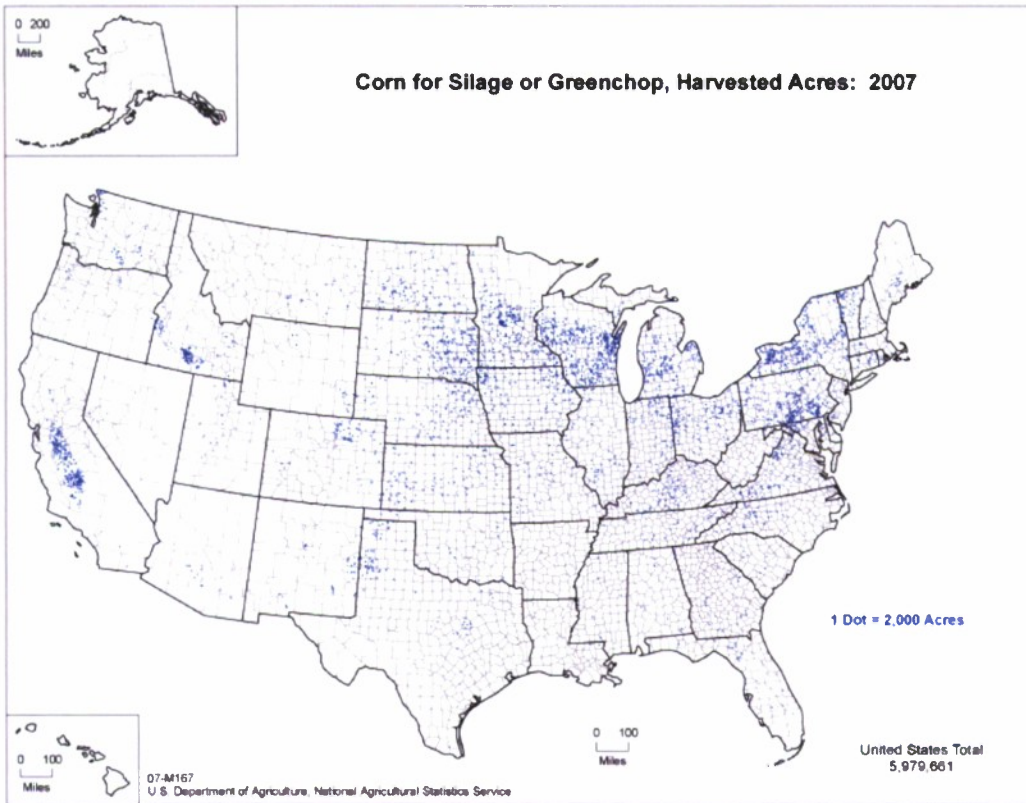 0 200
Miles
Corn for Silage or Greenchop, Harvested Acres: 2007
1 Dot = 2,000 Acres
0 100
Miles
0 100
Miles
United States Total
5,979,661
07-M167
U.S. Department of Agriculture, National Agricultural Statistics Service